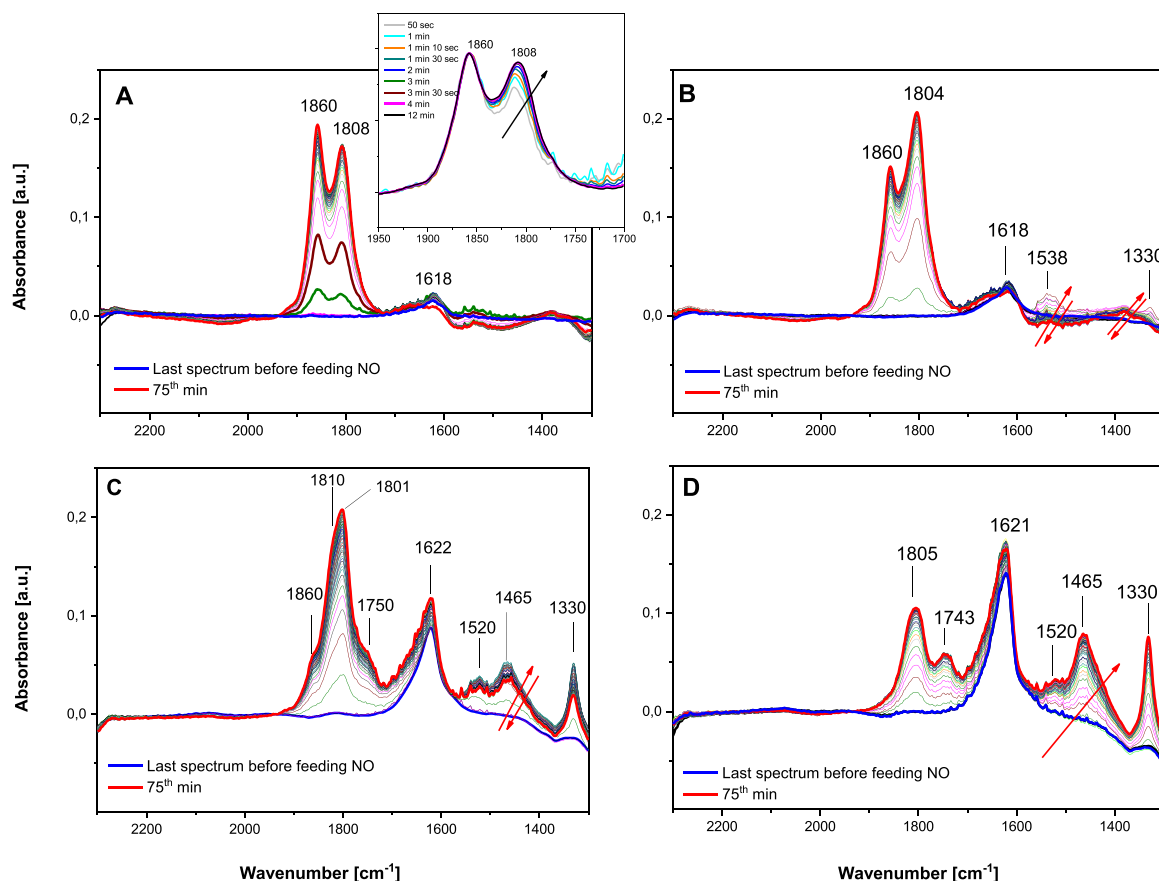 50 sec
1 min
1 min 10 sec
1 min 30 sec
2 min
3 min
3 min 30 sec
4 min
12 min
1860
1808
1950 1900 1850 1800 1750 1700
A
1860
1808
1618
0,2
0,1
0,0
Absorbance [a.u.]
Last spectrum before feeding NO
75th min
2200 2000 1800 1600 1400
B
1804
1860
1618
1538
1330
0,2
0,1
0,0
Last spectrum before feeding NO
75th min
2200 2000 1800 1600 1400
C
1810
1801
1860
1750
1622
1520
1465
1330
0,2
0,1
0,0
Absorbance [a.u.]
Last spectrum before feeding NO
75th min
2200 2000 1800 1600 1400
Wavenumber [cm-1]
D
1805
1743
1621
1520
1465
1330
0,2
0,1
0,0
Last spectrum before feeding NO
75th min
2200 2000 1800 1600 1400
Wavenumber [cm-1]